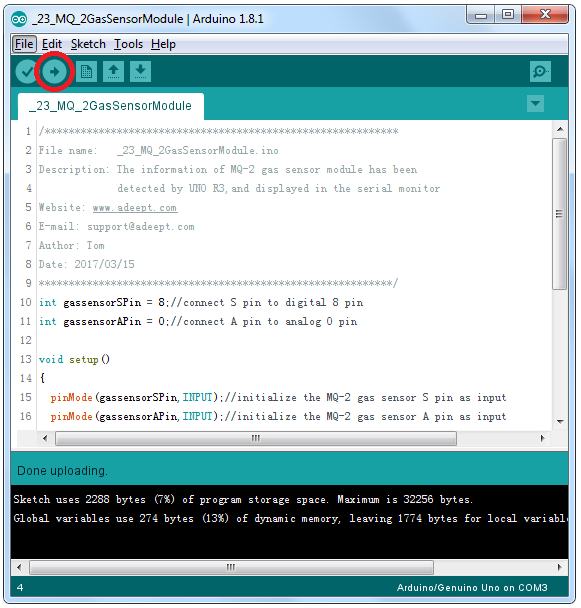 _23_MQ_2GasSensorModule | Arduino 1.8.1
File Edit Sketch Tools Help
_23_MQ_2GasSensorModule
1 /***********************************************************
2 File name: _23_MQ_2GasSensorModule.ino
3 Description: The information of MQ-2 gas sensor module has been
4 detected by UNO R3,and displayed in the serial monitor
5 Website: www.adeept.com
6 E-mail: support@adeept.com
7 Author: Tom
8 Date: 2017/03/15
9 ***********************************************************/
10 int gassensorSPin = 8;//connect S pin to digital 8 pin
11 int gassensorAPin = 0;//connect A pin to analog 0 pin
12
13 void setup()
14 {
15 pinMode(gassensorSPin,INPUT);//initialize the MQ-2 gas sensor S pin as input
16 pinMode(gassensorAPin,INPUT);//initialize the MQ-2 gas sensor A pin as input
Done uploading.
Sketch uses 2288 bytes (7%) of program storage space. Maximum is 32256 bytes.
Global variables use 274 bytes (13%) of dynamic memory, leaving 1774 bytes for local variabl
4 Arduino/Genuino Uno on COM3